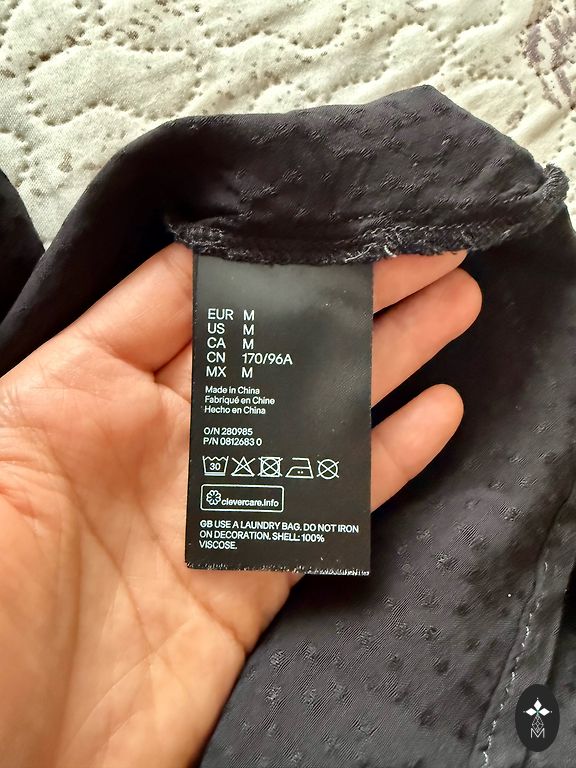 EUR M
US M
CA M
CN 170/96A
MX M
Made in China
Fabriqué en Chine
Hecho en China
O/N 280985
P/N 0812683 0
30
clevercare.info
GB USE A LAUNDRY BAG. DO NOT IRON
ON DECORATION. SHELL: 100%
VISCOSE.
M